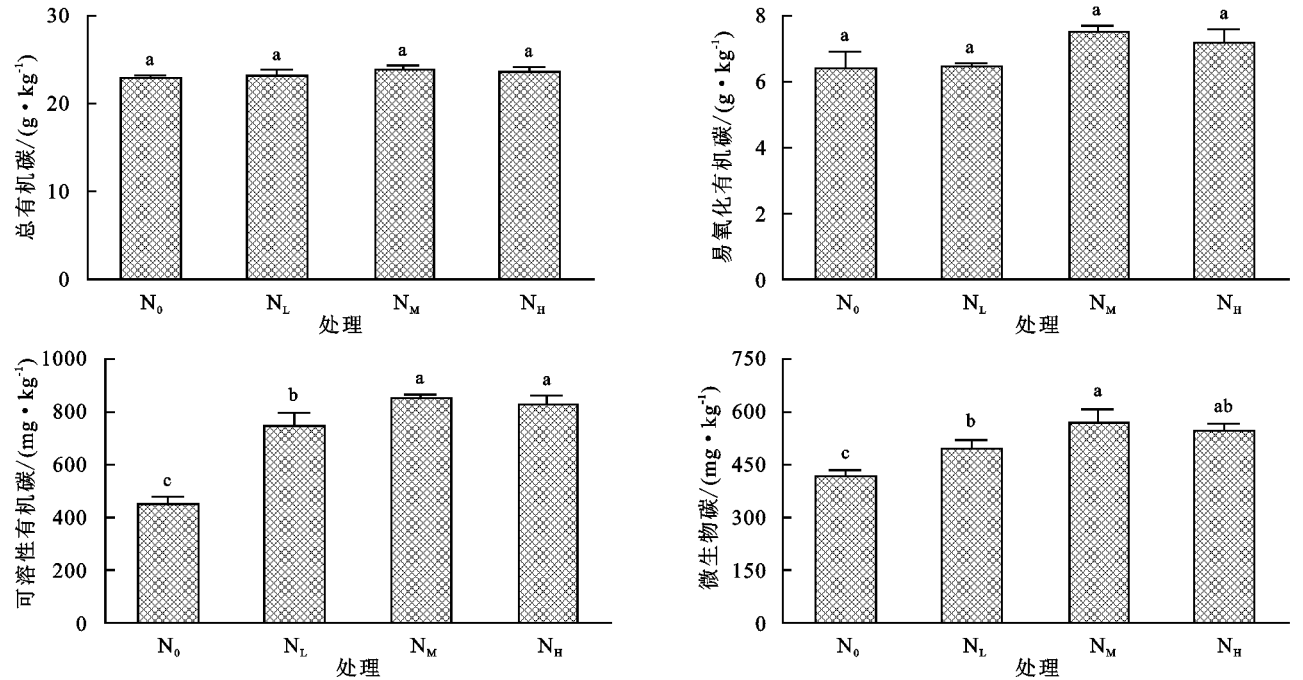 总有机碳/(g·kg⁻¹)
30
20
10
0
a a a a
N₀ N_L N_M N_H
处理
易氧化有机碳/(g·kg⁻¹)
8
6
4
2
0
a a a a
N₀ N_L N_M N_H
处理
可溶性有机碳/(mg·kg⁻¹)
1000
800
600
400
200
0
c b a a
N₀ N_L N_M N_H
处理
微生物碳/(mg·kg⁻¹)
750
600
450
300
150
0
c b a ab
N₀ N_L N_M N_H
处理